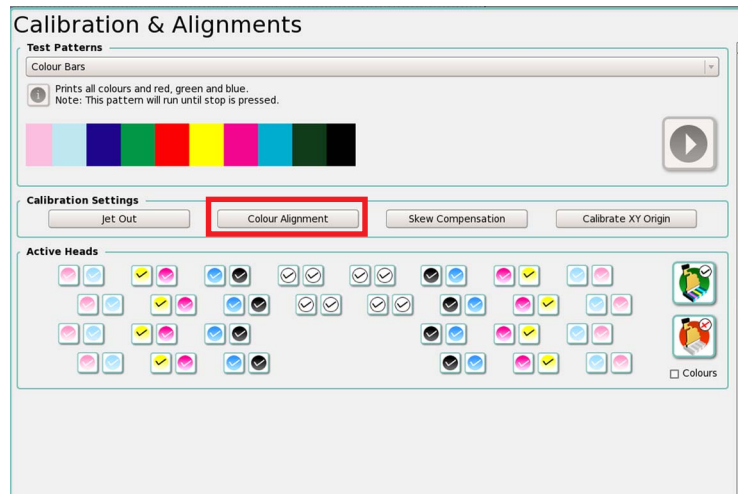 Calibration & Alignments
Test Patterns
Colour Bars
Prints all colours and red, green and blue.
Note: This pattern will run until stop is pressed.
Calibration Settings
Jet Out
Colour Alignment
Skew Compensation
Calibrate XY Origin
Active Heads
Colours